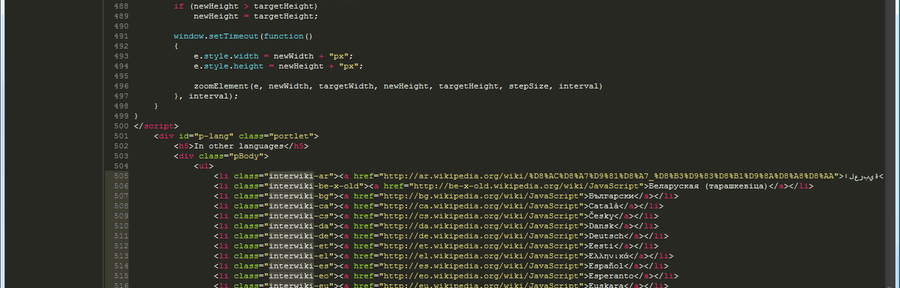 488 if (newHeight > targetHeight)
489 newHeight = targetHeight;
490
491 window.setTimeout(function()
492 {
493 e.style.width = newWidth + "px";
494 e.style.height = newHeight + "px";
495
496 zoomElement(e, newWidth, targetWidth, newHeight, targetHeight, stepSize, interval)
497 }, interval);
498 }
499 }
500 </script>
501 <div id="p-lang" class="portlet">
502 <h5>In other languages</h5>
503 <div class="pBody">
504 <ul>
505 <li class="interwiki-ar"><a href="http://ar.wikipedia.org/wiki/%D8%AC%D8%A7%D9%81%D8%A7_%D8%B3%D9%83%D8%B1%D9%8A%D8%A8%D8%AA">العربية<
506 <li class="interwiki-be-x-old"><a href="http://be-x-old.wikipedia.org/wiki/JavaScript">Беларуская (тарашкевіца)</a></li>
507 <li class="interwiki-bg"><a href="http://bg.wikipedia.org/wiki/JavaScript">Български</a></li>
508 <li class="interwiki-ca"><a href="http://ca.wikipedia.org/wiki/JavaScript">Català</a></li>
509 <li class="interwiki-cs"><a href="http://cs.wikipedia.org/wiki/JavaScript">Česky</a></li>
510 <li class="interwiki-da"><a href="http://da.wikipedia.org/wiki/JavaScript">Dansk</a></li>
511 <li class="interwiki-de"><a href="http://de.wikipedia.org/wiki/JavaScript">Deutsch</a></li>
512 <li class="interwiki-et"><a href="http://et.wikipedia.org/wiki/JavaScript">Eesti</a></li>
513 <li class="interwiki-el"><a href="http://el.wikipedia.org/wiki/JavaScript">Ελληνικά</a></li>
514 <li class="interwiki-es"><a href="http://es.wikipedia.org/wiki/JavaScript">Español</a></li>
515 <li class="interwiki-eo"><a href="http://eo.wikipedia.org/wiki/JavaScript">Esperanto</a></li>
516 <li class="interwiki-eu"><a href="http://eu.wikipedia.org/wiki/JavaScript">Euskara</a></li>